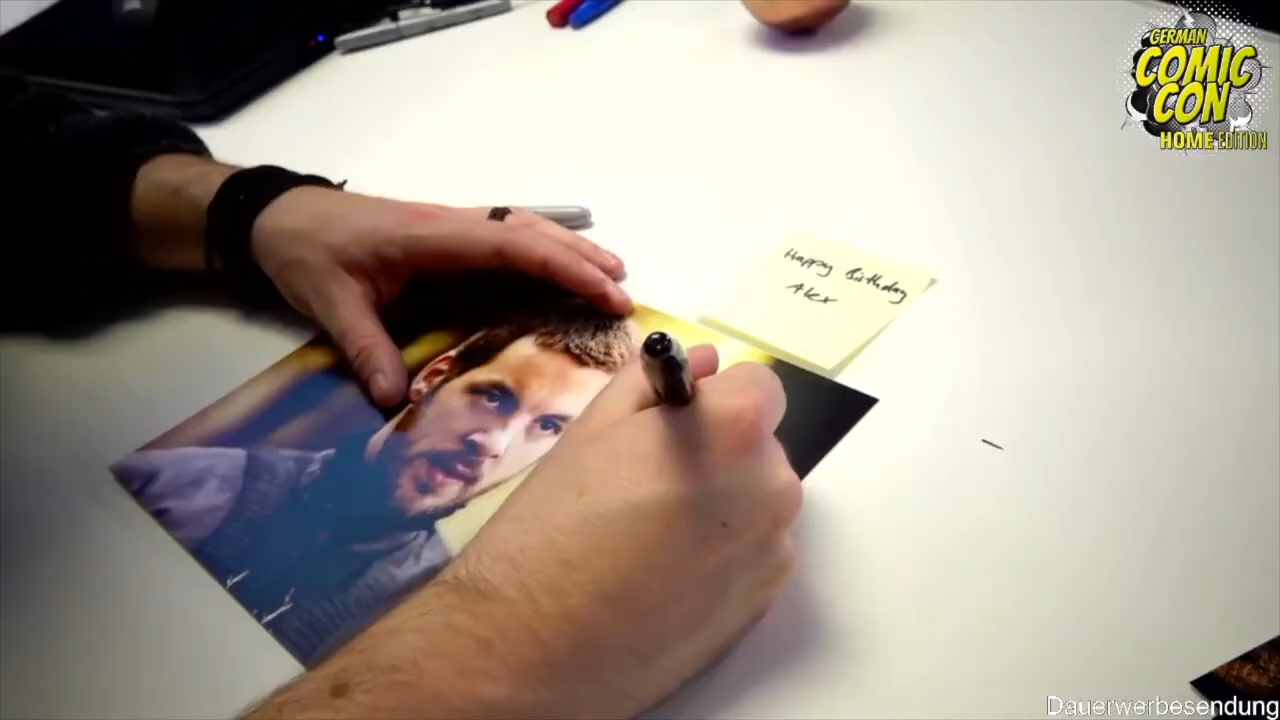 GERMAN
COMIC
CON
HOME EDITION
Happy Birthday
Alex
Dauerwerbesendung